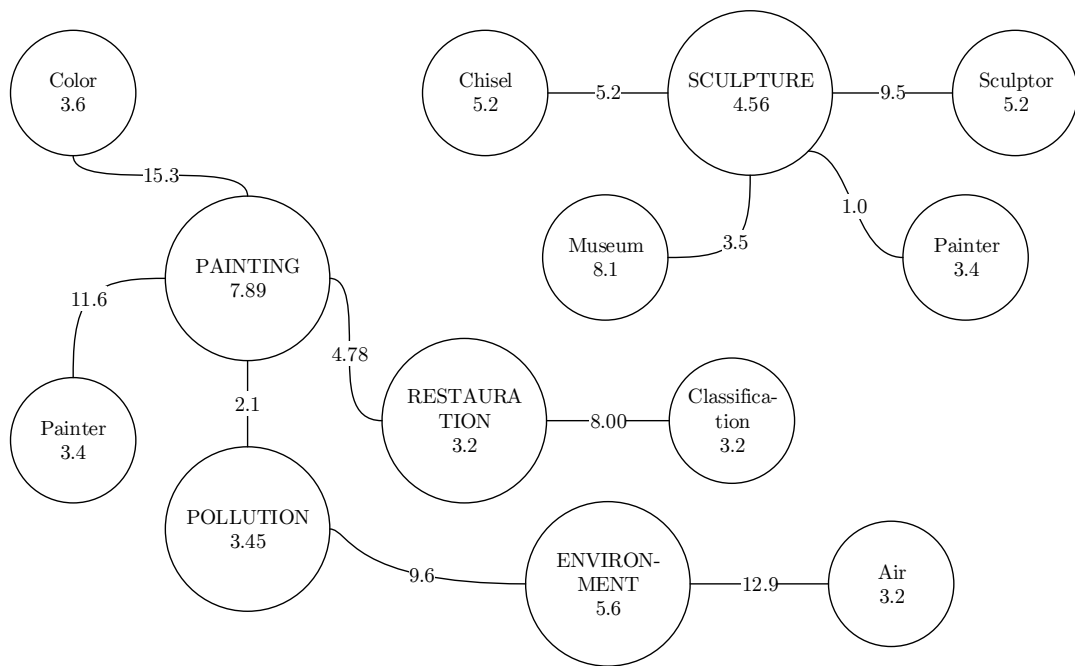 Color
3.6
Chisel
5.2
5.2
SCULPTURE
4.56
9.5
Sculptor
5.2
15.3
Museum
8.1
3.5
1.0
Painter
3.4
PAINTING
7.89
11.6
4.78
Painter
3.4
2.1
RESTAURA
TION
3.2
8.00
Classifica-
tion
3.2
POLLUTION
3.45
9.6
ENVIRON-
MENT
5.6
12.9
Air
3.2